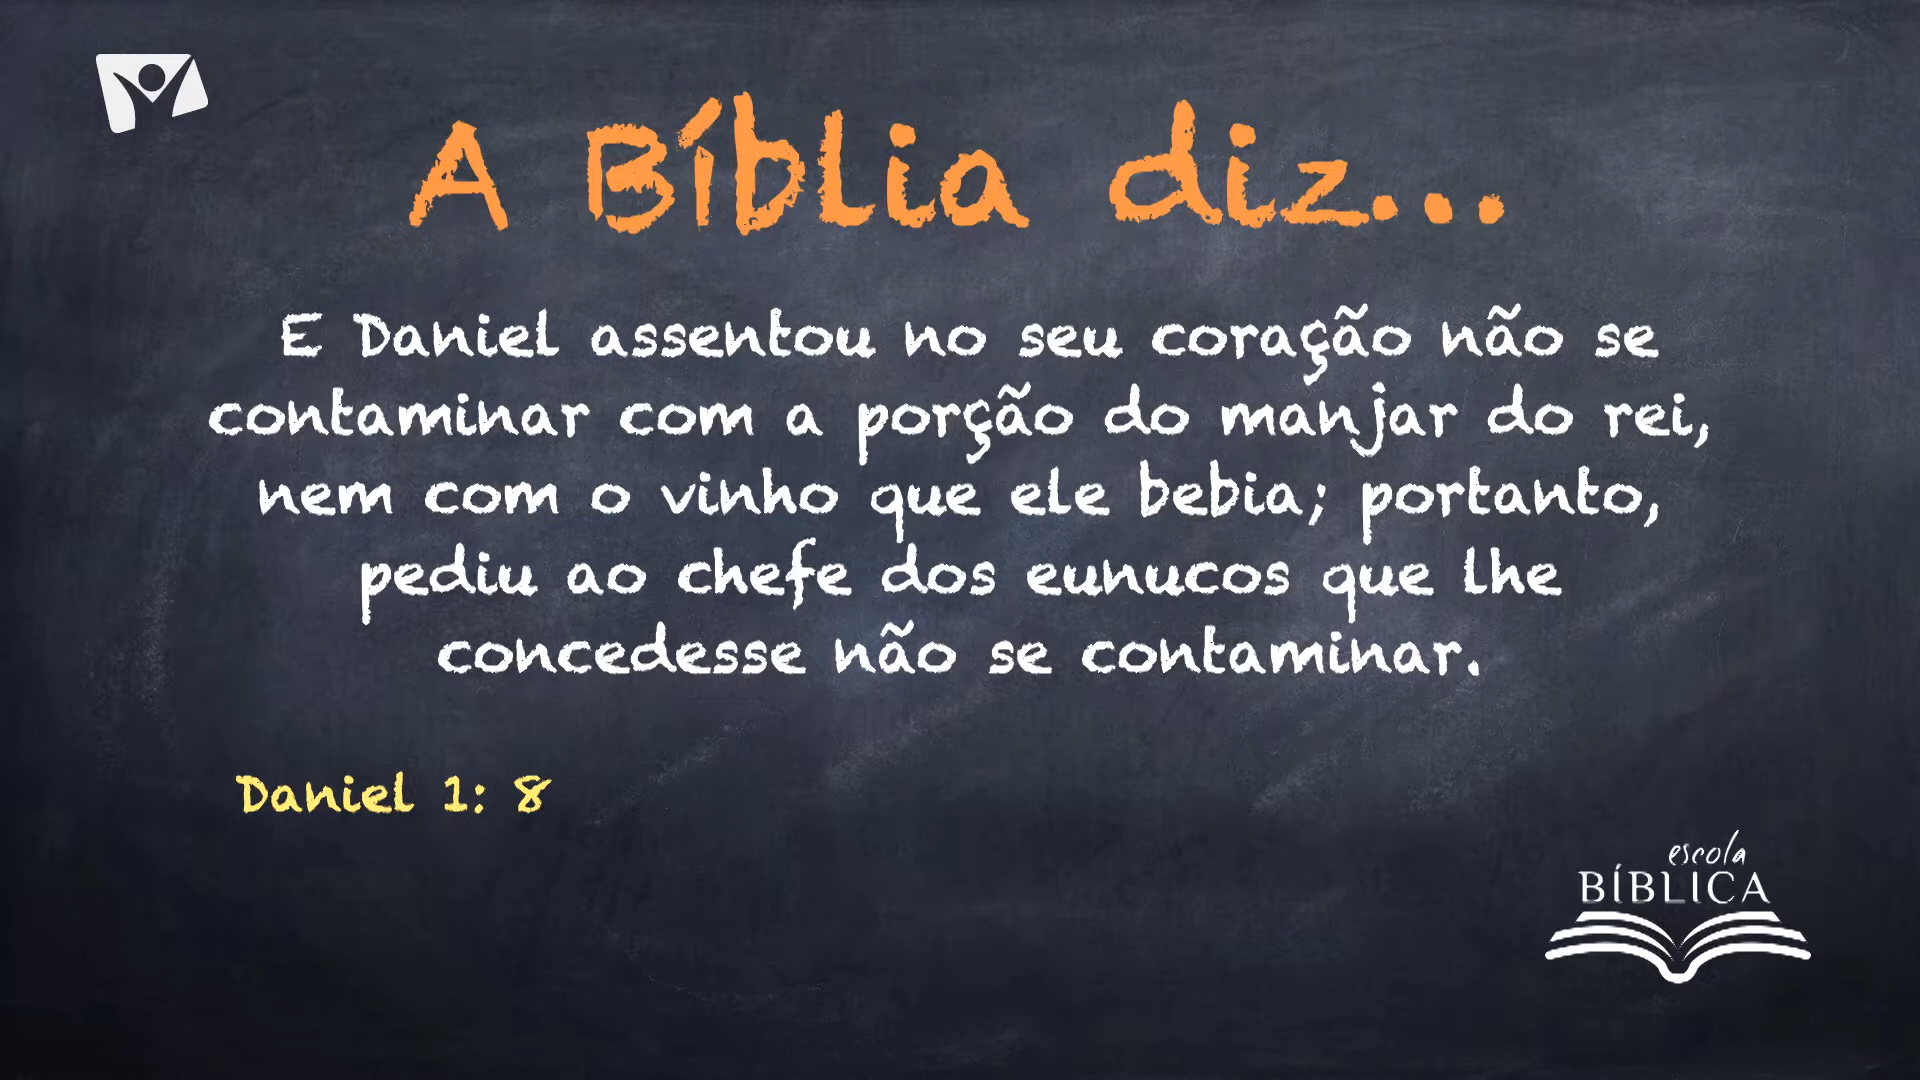 A Bíblia diz...
E Daniel assentou no seu coração não se
contaminar com a porção do manjar do rei,
nem com o vinho que ele bebia; portanto,
pediu ao chefe dos eunucos que lhe
concedesse não se contaminar.
Daniel 1: 8
escola
BÍBLICA